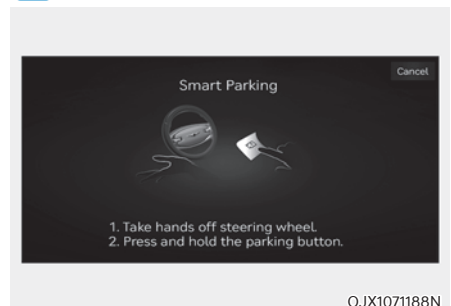 Cancel
Smart Parking
1. Take hands off steering wheel.
2. Press and hold the parking button.
OJX1071188N